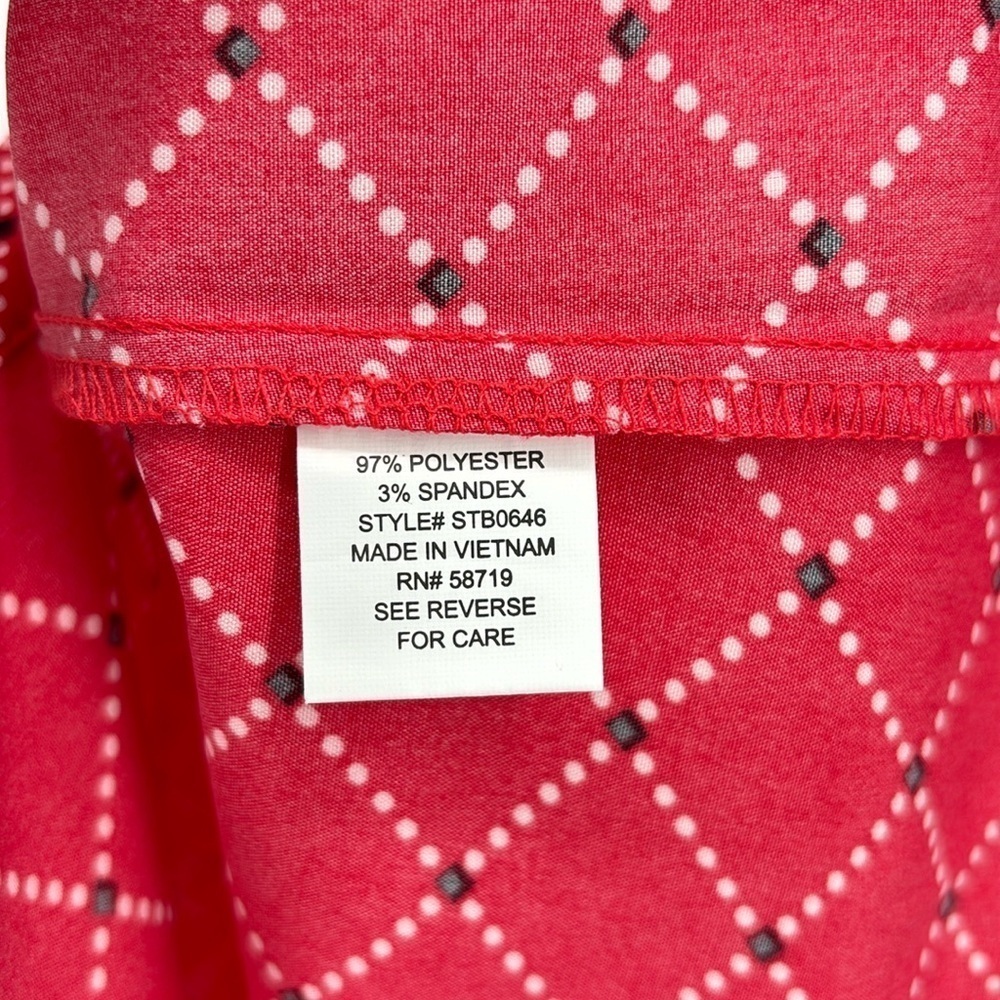 97% POLYESTER
3% SPANDEX
STYLE# STB0646
MADE IN VIETNAM
RN# 58719
SEE REVERSE
FOR CARE